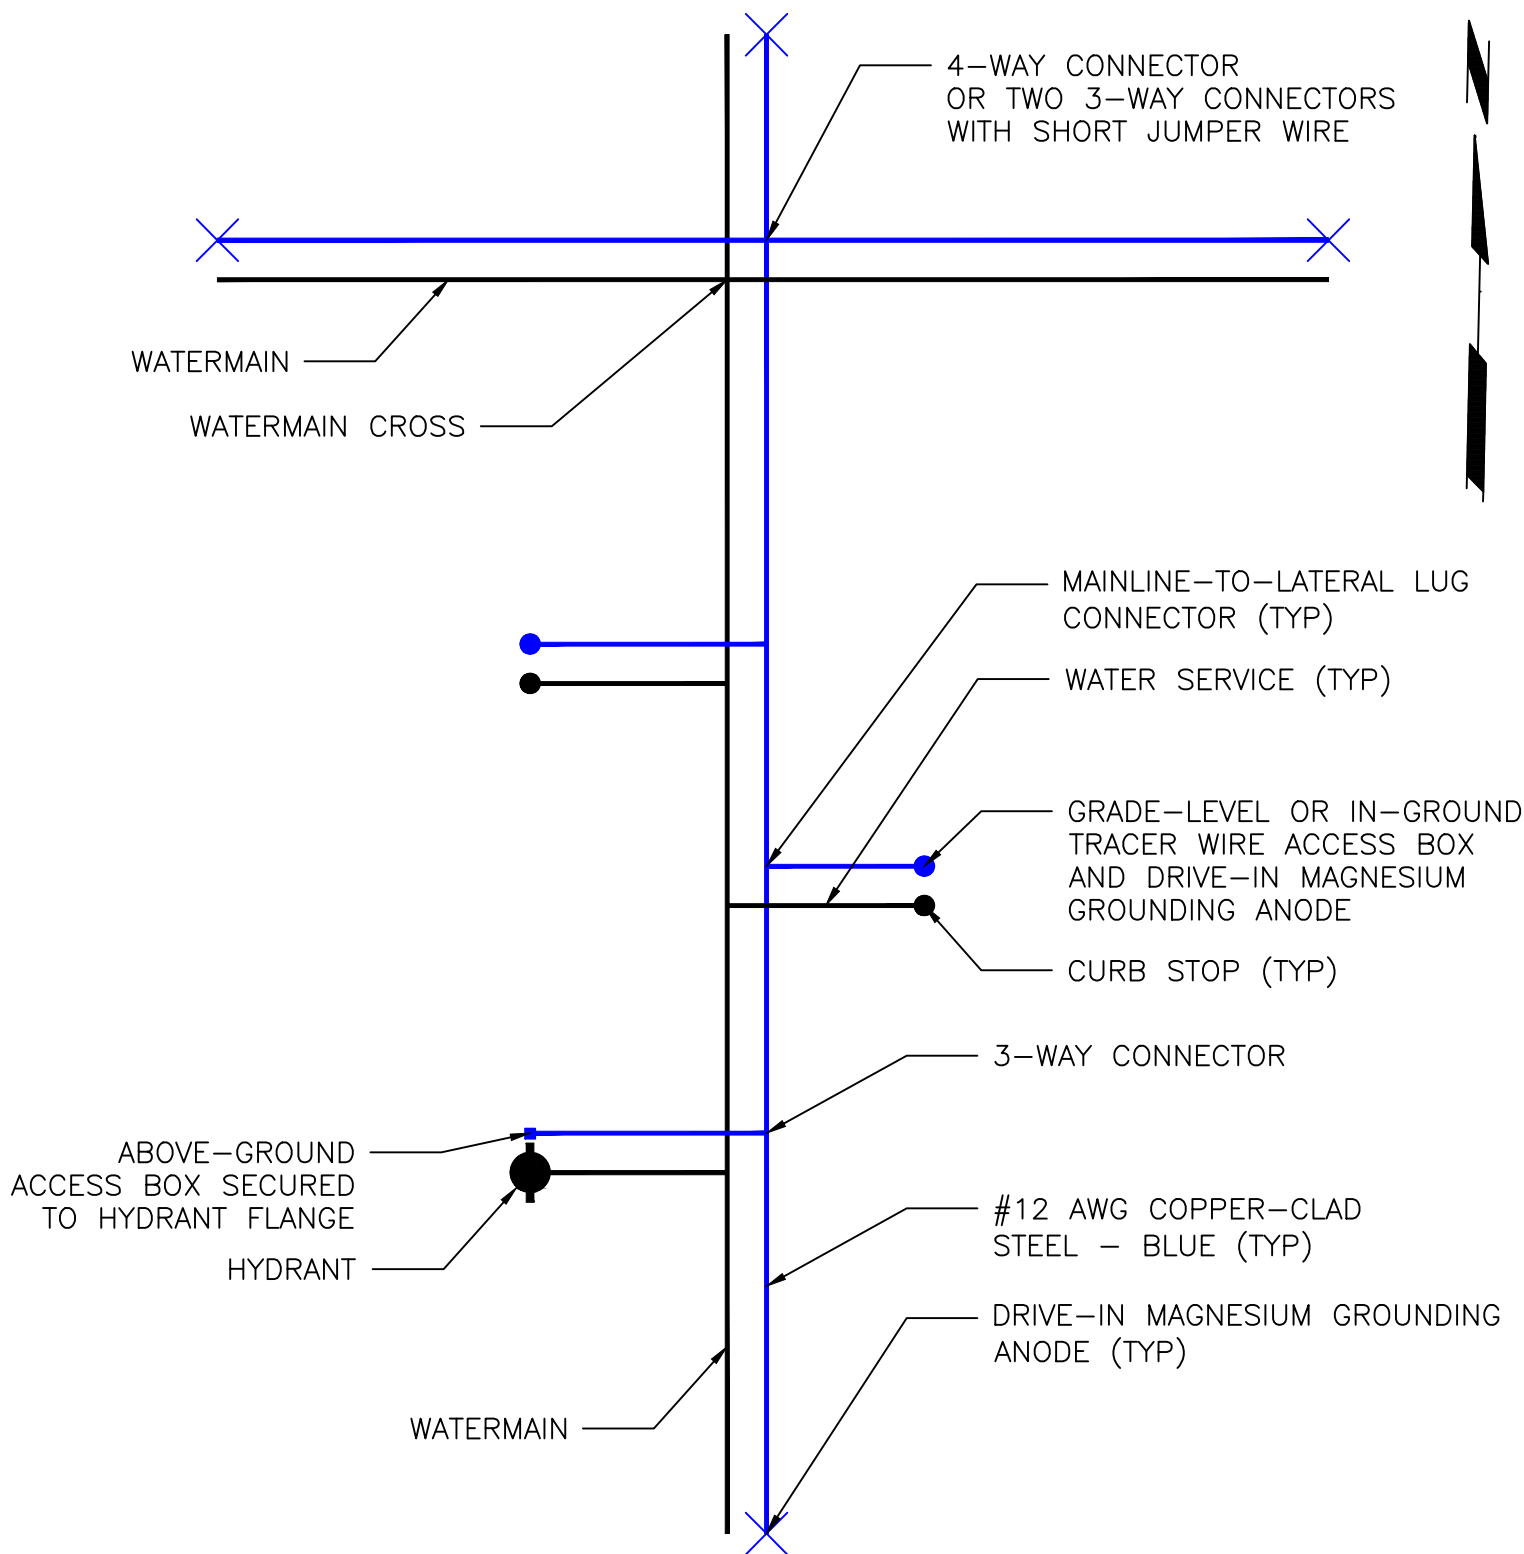 N
4-WAY CONNECTOR
OR TWO 3-WAY CONNECTORS
WITH SHORT JUMPER WIRE
WATERMAIN
WATERMAIN CROSS
MAINLINE-TO-LATERAL LUG
CONNECTOR (TYP)
WATER SERVICE (TYP)
GRADE-LEVEL OR IN-GROUND
TRACER WIRE ACCESS BOX
AND DRIVE-IN MAGNESIUM
GROUNDING ANODE
CURB STOP (TYP)
3-WAY CONNECTOR
ABOVE-GROUND
ACCESS BOX SECURED
TO HYDRANT FLANGE
HYDRANT
#12 AWG COPPER-CLAD
STEEL - BLUE (TYP)
DRIVE-IN MAGNESIUM GROUNDING
ANODE (TYP)
WATERMAIN